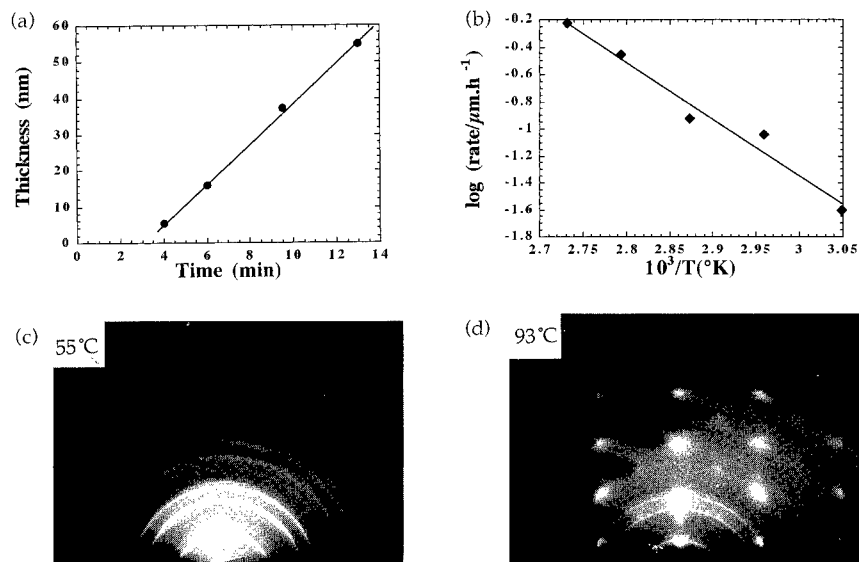 (a)
60
50
40
30
20
10
0
Thickness (nm)
0 2 4 6 8 10 12 14
Time (min)
(b)
-0.2
-0.4
-0.6
-0.8
-1
-1.2
-1.4
-1.6
-1.8
log (rate/μm.h⁻¹)
2.7 2.75 2.8 2.85 2.9 2.95 3 3.05
10³/T(°K)
(c)
55°C
(d)
93°C